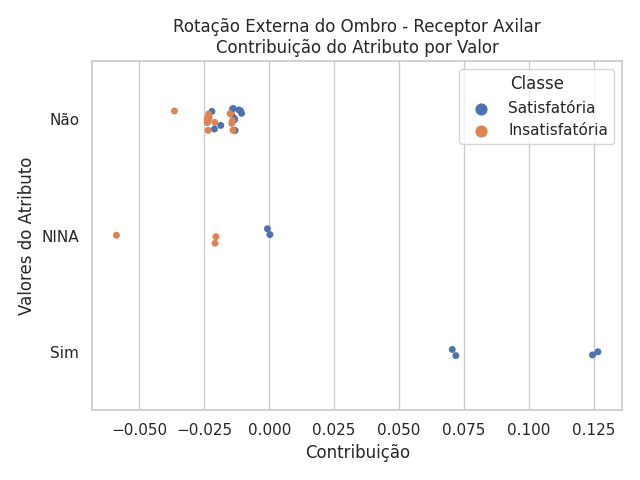 Rotação Externa do Ombro - Receptor Axilar
Contribuição do Atributo por Valor
Classe
Satisfatória
Insatisfatória
Valores do Atributo
Não
NINA
Sim
−0.050 −0.025 0.000 0.025 0.050 0.075 0.100 0.125
Contribuição